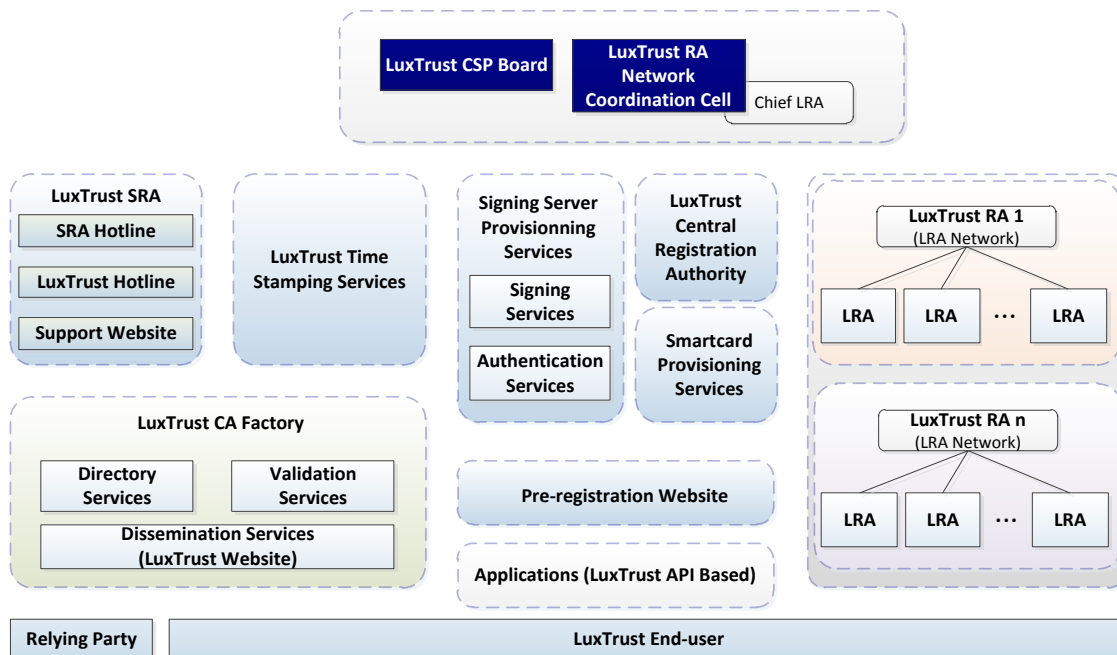 LuxTrust CSP Board
LuxTrust RA
Network
Coordination Cell
Chief LRA
LuxTrust SRA
SRA Hotline
LuxTrust Hotline
Support Website
LuxTrust Time
Stamping Services
Signing Server
Provisionning
Services
Signing
Services
Authentication
Services
LuxTrust
Central
Registration
Authority
Smartcard
Provisioning
Services
LuxTrust RA 1
(LRA Network)
LRA
LRA
...
LRA
LuxTrust RA n
(LRA Network)
LRA
LRA
...
LRA
LuxTrust CA Factory
Directory
Services
Validation
Services
Dissemination Services
(LuxTrust Website)
Pre-registration Website
Applications (LuxTrust API Based)
Relying Party
LuxTrust End-user